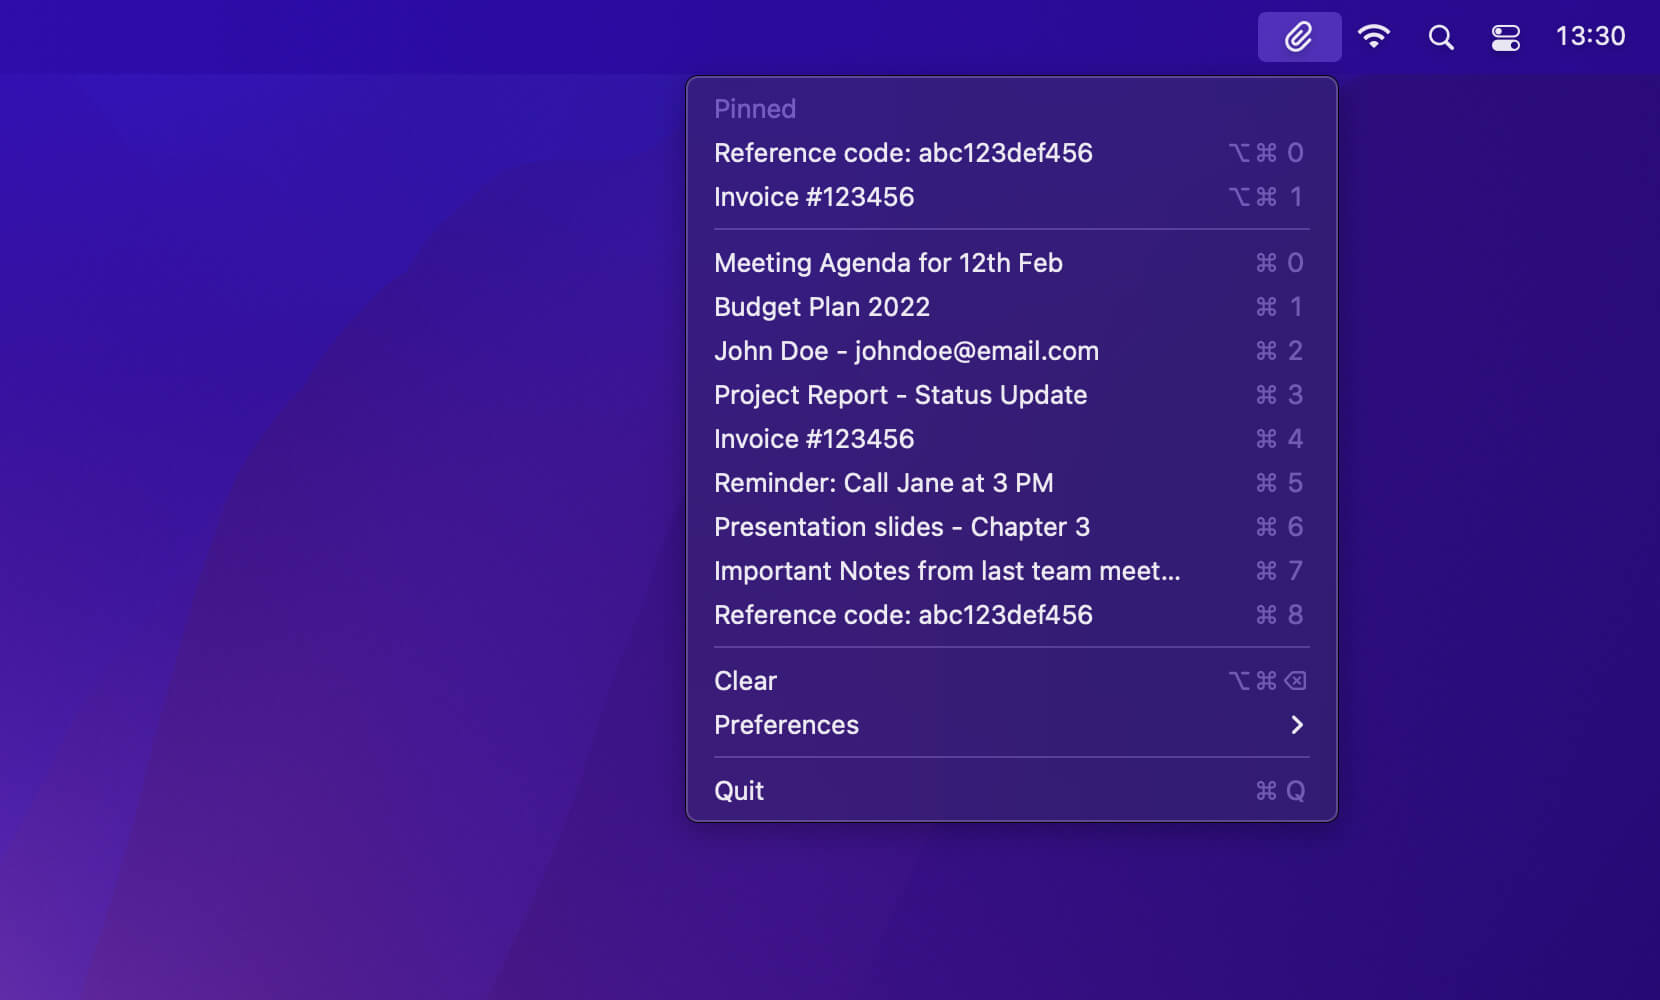 13:30
Pinned
Reference code: abc123def456 ⌥⌘ 0
Invoice #123456 ⌥⌘ 1
Meeting Agenda for 12th Feb ⌘ 0
Budget Plan 2022 ⌘ 1
John Doe - johndoe@email.com ⌘ 2
Project Report - Status Update ⌘ 3
Invoice #123456 ⌘ 4
Reminder: Call Jane at 3 PM ⌘ 5
Presentation slides - Chapter 3 ⌘ 6
Important Notes from last team meet... ⌘ 7
Reference code: abc123def456 ⌘ 8
Clear ⌥⌘⌫
Preferences
Quit ⌘ Q